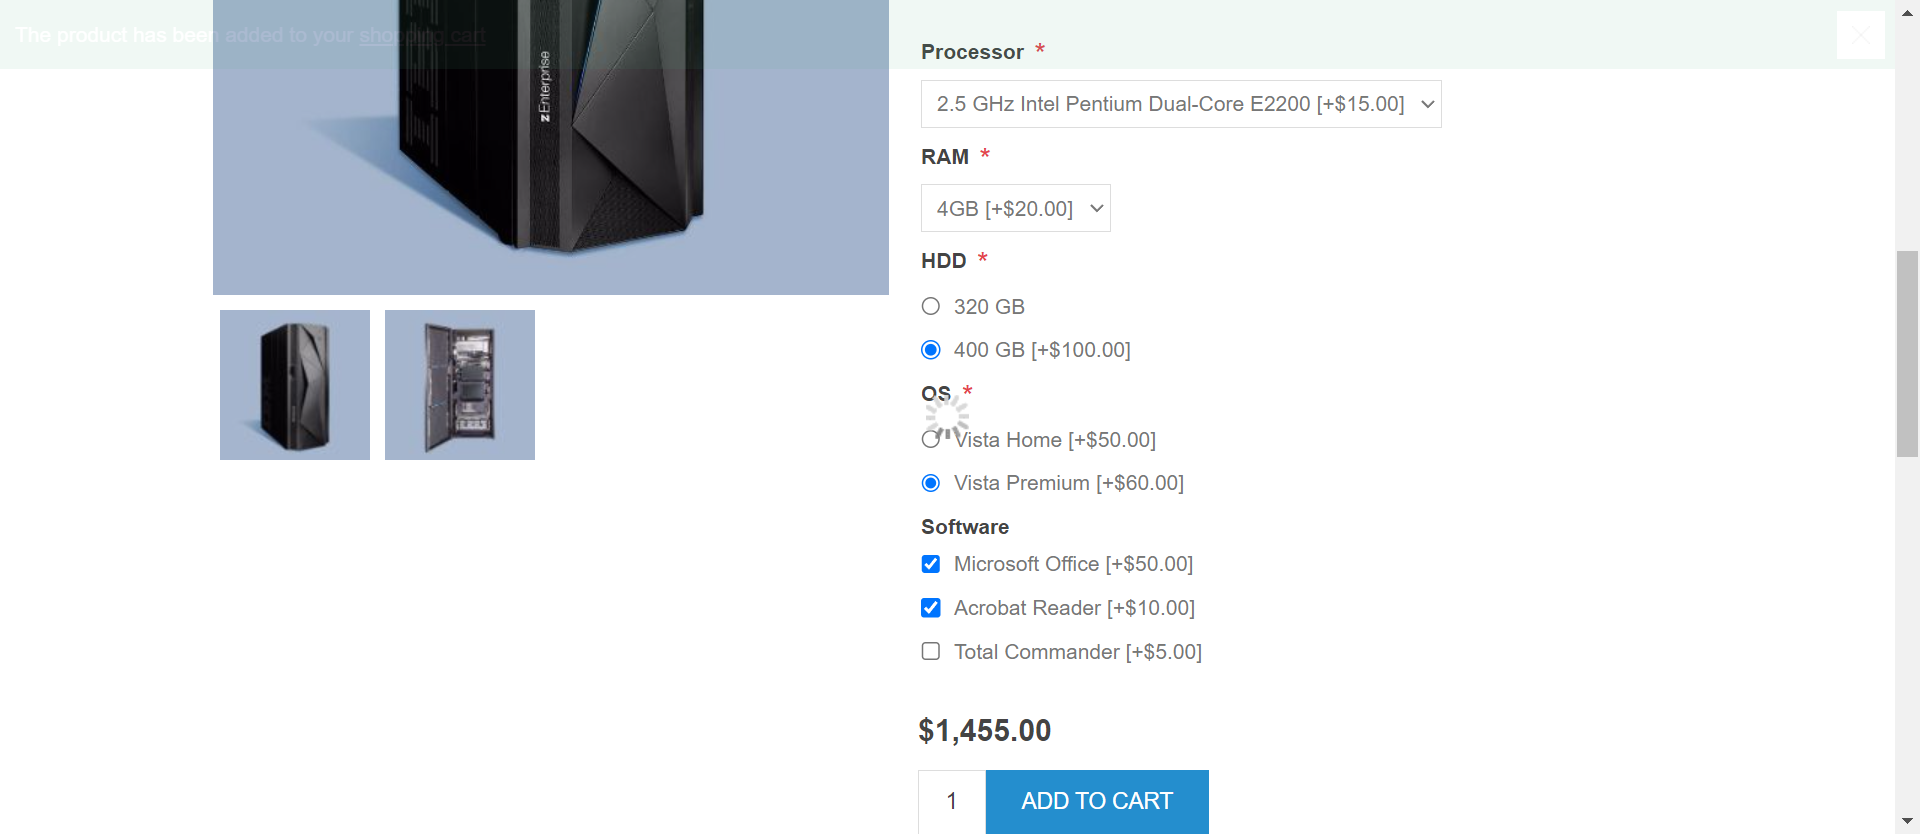 The product has been added to your shopping cart
zEnterprise
Processor *
2.5 GHz Intel Pentium Dual-Core E2200 [+$15.00]
RAM *
4GB [+$20.00]
HDD *
320 GB
400 GB [+$100.00]
OS *
Vista Home [+$50.00]
Vista Premium [+$60.00]
Software
Microsoft Office [+$50.00]
Acrobat Reader [+$10.00]
Total Commander [+$5.00]
$1,455.00
1
ADD TO CART